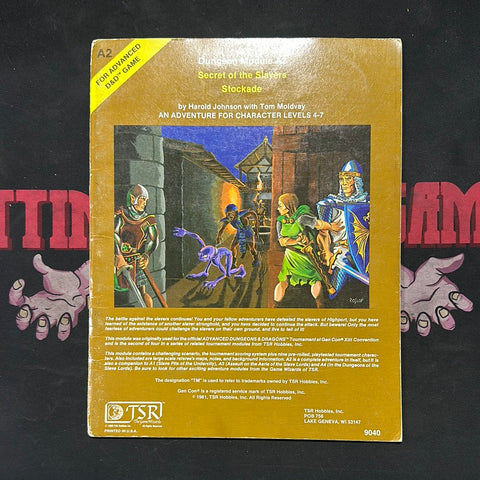 A2
FOR ADVANCED
D&D™ GAME
Dungeon Module A2
Secret of the Slavers
Stockade
by Harold Johnson with Tom Moldvay
AN ADVENTURE FOR CHARACTER LEVELS 4-7
TTIN
GAM
ROSLOF
The battle against the slavers continues! You and your fellow adventurers have defeated the slavers of Highport, but you have
learned of the existence of another slaver stronghold, and you have decided to continue the attack. But beware! Only the most
fearless of adventurers could challenge the slavers on their own ground, and live to tell of it!
This module was originally used for the official ADVANCED DUNGEONS & DRAGONS™ Tournament at Gen Con® XIII Convention
and is the second of four in a series of related tournament modules from TSR Hobbies, Inc.
This module contains a challenging scenario, the tournament scoring system plus nine pre-rolled, playtested tournament charac-
ters. Also included are large scale referee's maps, notes, and background information. A2 is a complete adventure in itself, but is
also a companion to A1 (Slave Pits of the Undercity), A3 (Assault on the Aerie of the Slave Lords) and A4 (In the Dungeons of the
Slave Lords). Be sure to look for other exciting adventure modules from the Game Wizards of TSR.
The designation "TM" is used to refer to trademarks owned by TSR Hobbies, Inc.
Gen Con® is a registered service mark of TSR Hobbies, Inc.
© 1981, TSR Hobbies, Inc. All Rights Reserved
TSR
The Game Wizards
PRINTED IN U.S.A.
TSR Hobbies, Inc.
POB 756
LAKE GENEVA, WI 53147
9040